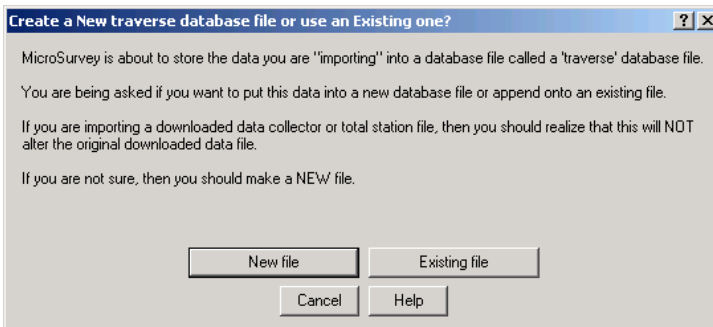 Create a New traverse database file or use an Existing one?
MicroSurvey is about to store the data you are "importing" into a database file called a 'traverse' database file.
You are being asked if you want to put this data into a new database file or append onto an existing file.
If you are importing a downloaded data collector or total station file, then you should realize that this will NOT
alter the original downloaded data file.
If you are not sure, then you should make a NEW file.
New file
Existing file
Cancel
Help